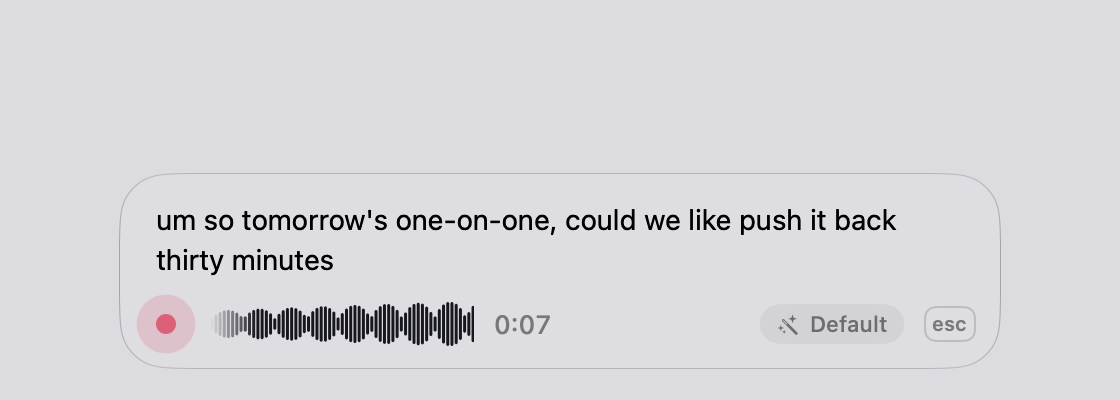 um so tomorrow's one-on-one, could we like push it back
thirty minutes
0:07
Default
esc